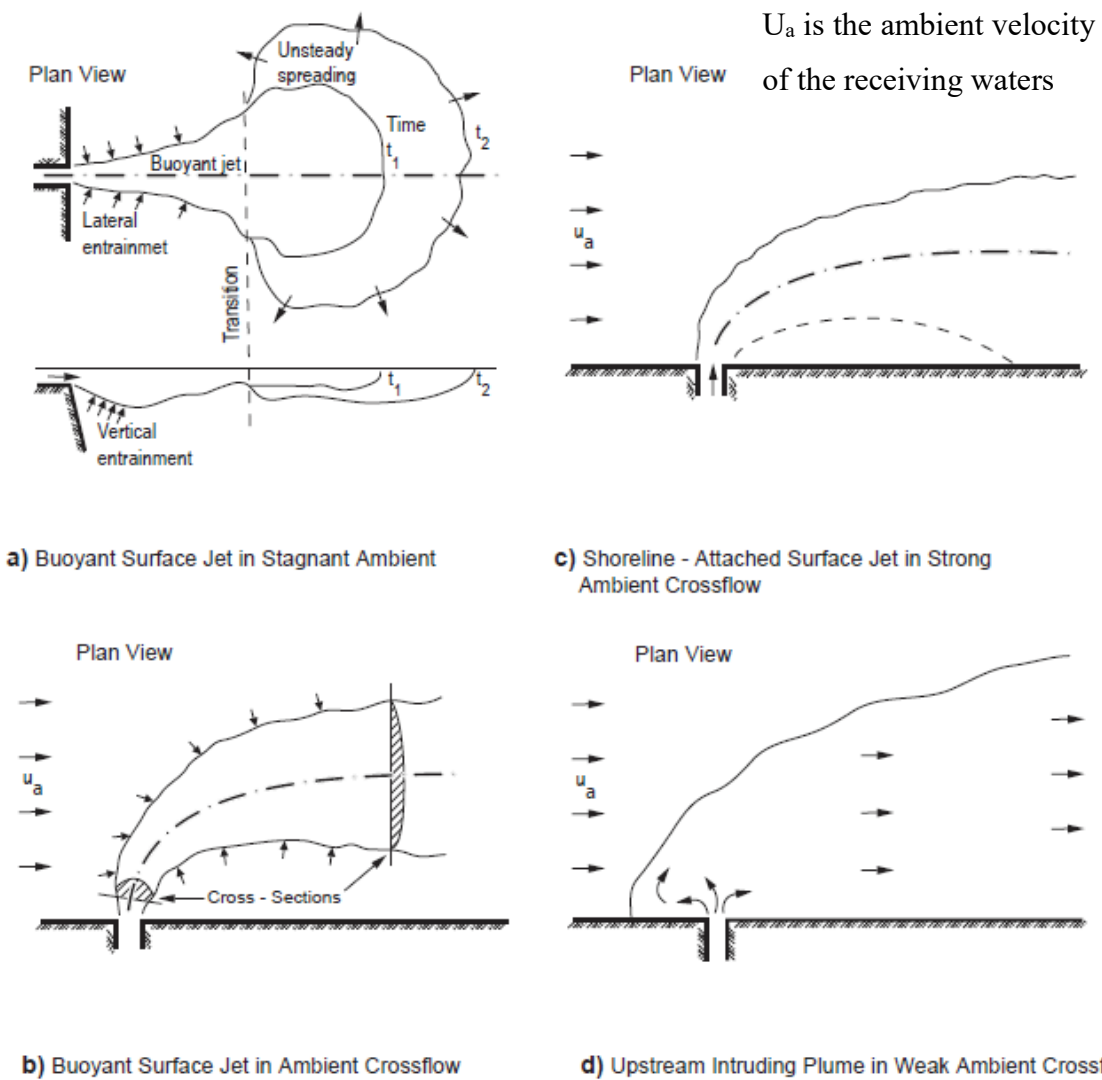 Uₐ is the ambient velocity
of the receiving waters
Plan View
Unsteady
spreading
Time
t₁
t₂
Buoyant jet
Lateral
entrainmet
Transition
t₁
t₂
Vertical
entrainment
a) Buoyant Surface Jet in Stagnant Ambient
Plan View
uₐ
c) Shoreline - Attached Surface Jet in Strong
Ambient Crossflow
Plan View
uₐ
Cross - Sections
b) Buoyant Surface Jet in Ambient Crossflow
Plan View
uₐ
d) Upstream Intruding Plume in Weak Ambient Crossf